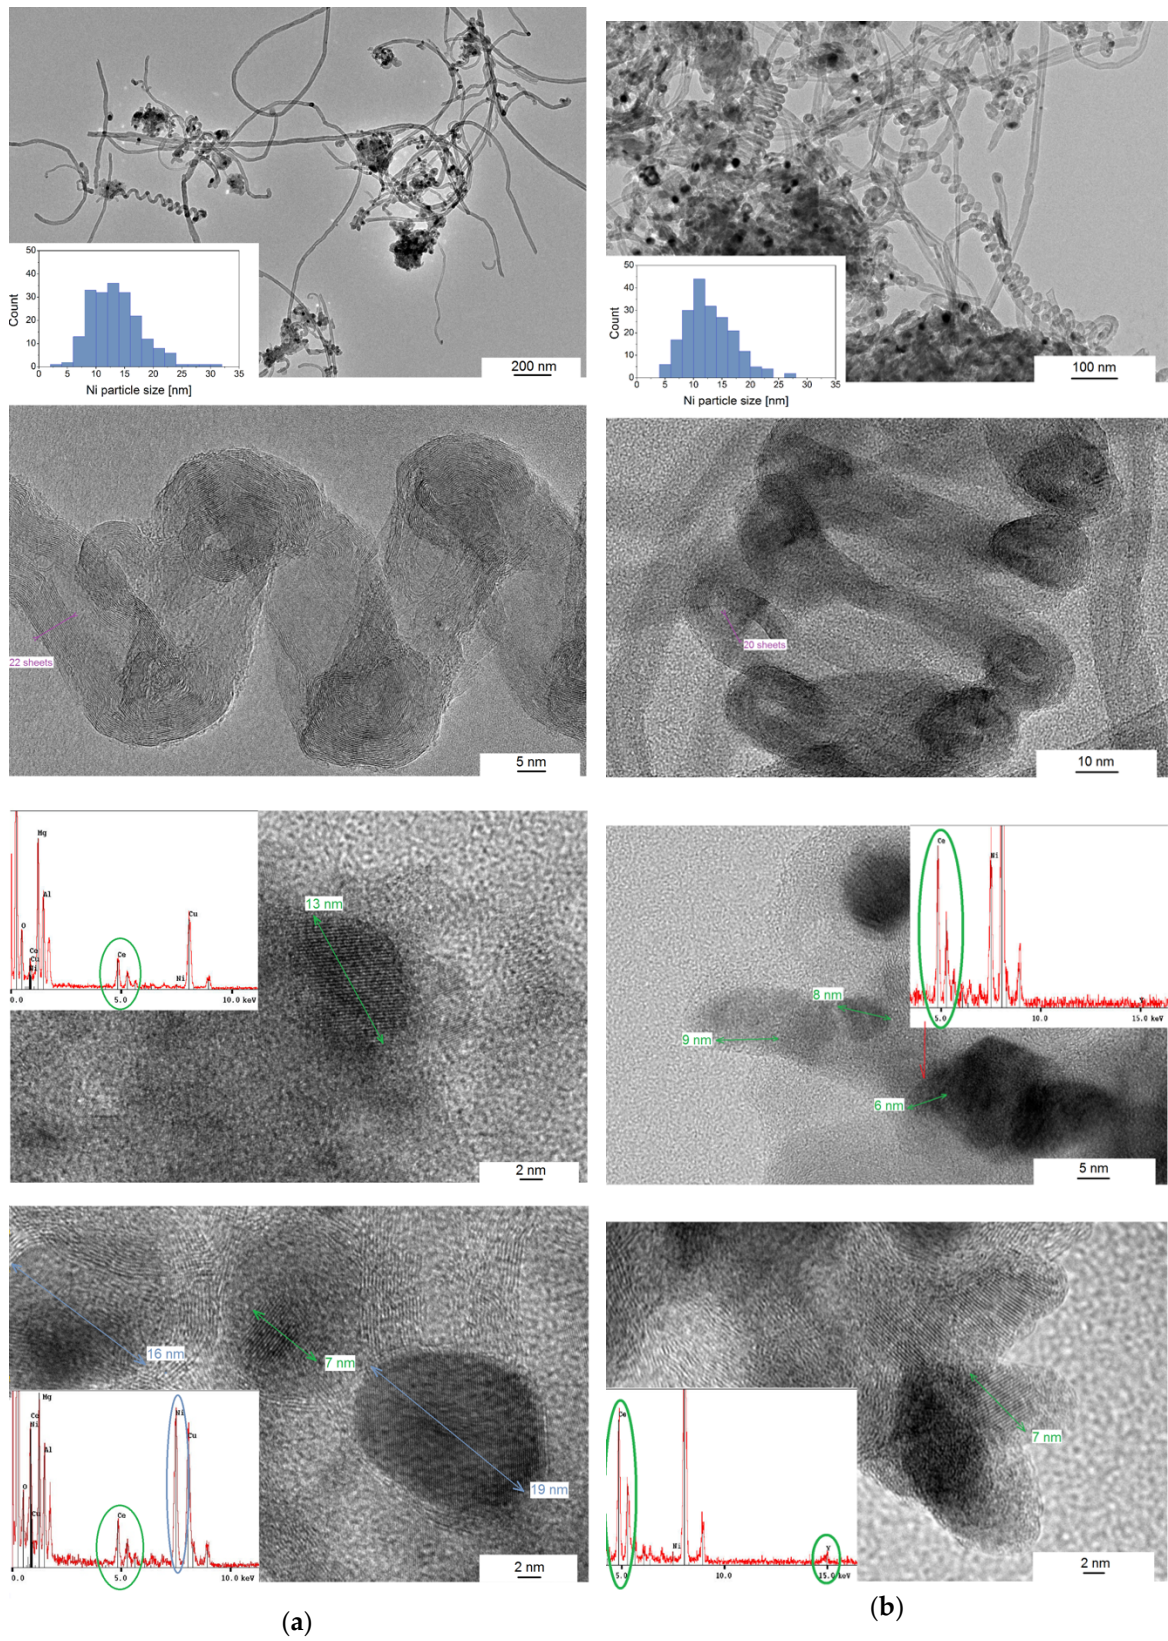 50
40
30
20
10
0
Count
0 5 10 15 20 25 30 35
Ni particle size [nm]
200 nm
50
40
30
20
10
0
Count
0 5 10 15 20 25 30 35
Ni particle size [nm]
100 nm
22 sheets
5 nm
20 sheets
10 nm
Mg
Al
O
Ce
Cu
Ni
Ce
Cu
Ni
0.0 5.0 10.0 keV
13 nm
2 nm
Ce
Ni
Y
5.0 10.0 15.0 keV
8 nm
9 nm
6 nm
5 nm
16 nm
7 nm
19 nm
Mg
Ce
Ni
Al
O
Cu
Ce
Ni
Cu
0.0 5.0 10.0 keV
2 nm
7 nm
Ce
Ni
Y
5.0 10.0 15.0 keV
2 nm
(a)
(b)